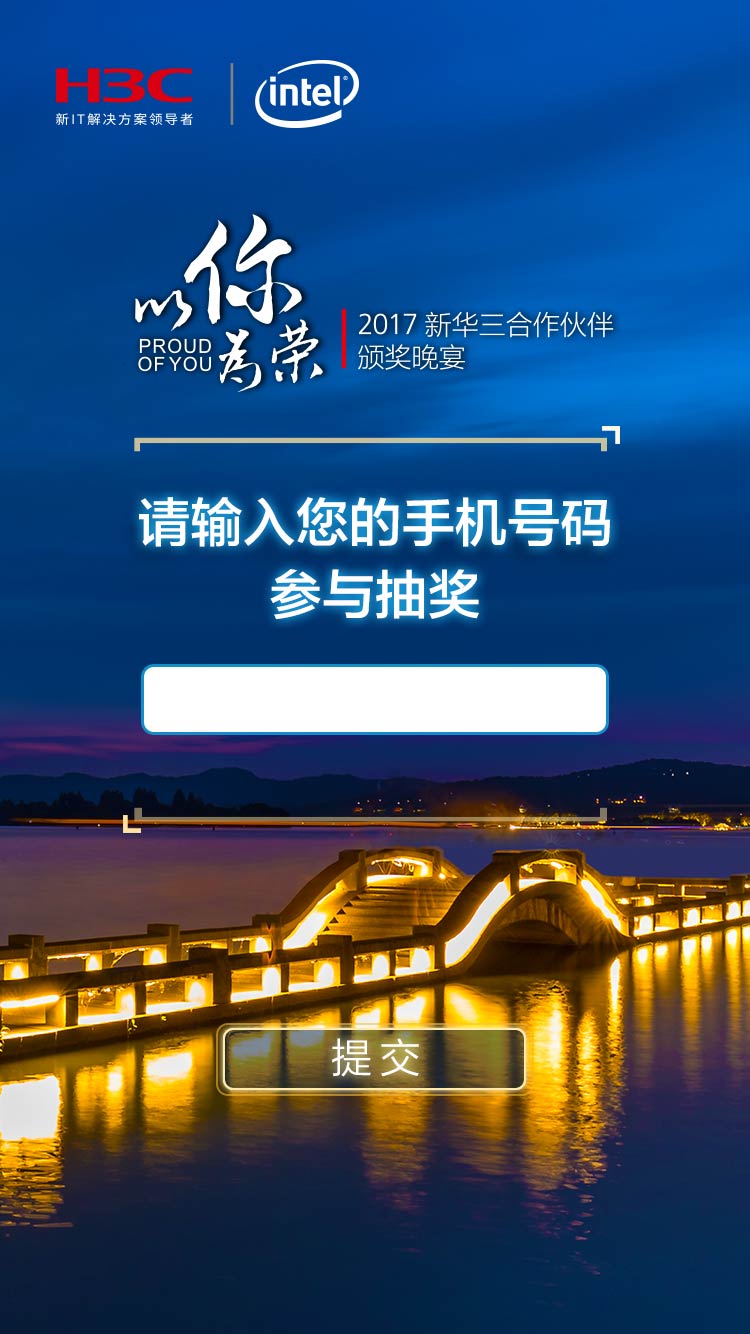 H3C
新IT解决方案领导者
intel
以你为荣
PROUD
OF YOU
2017 新华三合作伙伴
颁奖晚宴
请输入您的手机号码
参与抽奖
提交